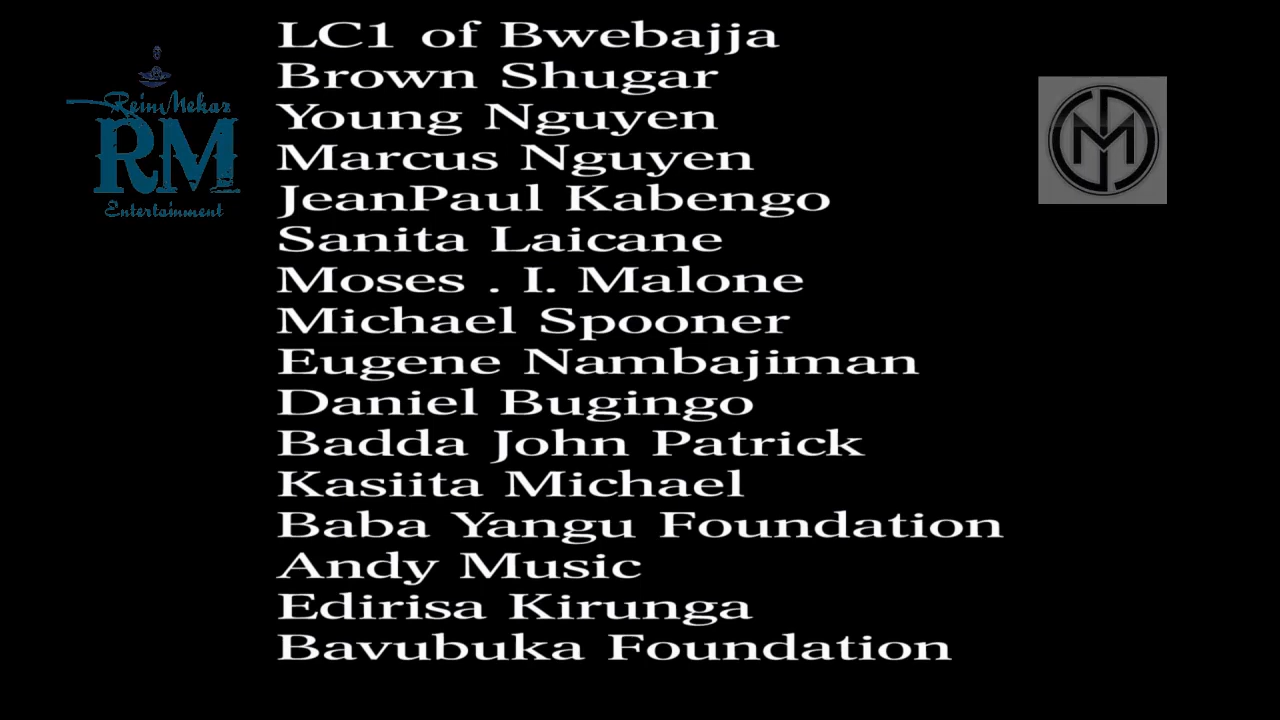 LC1 of Bwebajja
Brown Shugar
Young Nguyen
Marcus Nguyen
JeanPaul Kabengo
Sanita Laicane
Moses . I. Malone
Michael Spooner
Eugene Nambajiman
Daniel Bugingo
Badda John Patrick
Kasiita Michael
Baba Yangu Foundation
Andy Music
Edirisa Kirunga
Bavubuka Foundation
ReinMekaz
RM
Entertainment
M